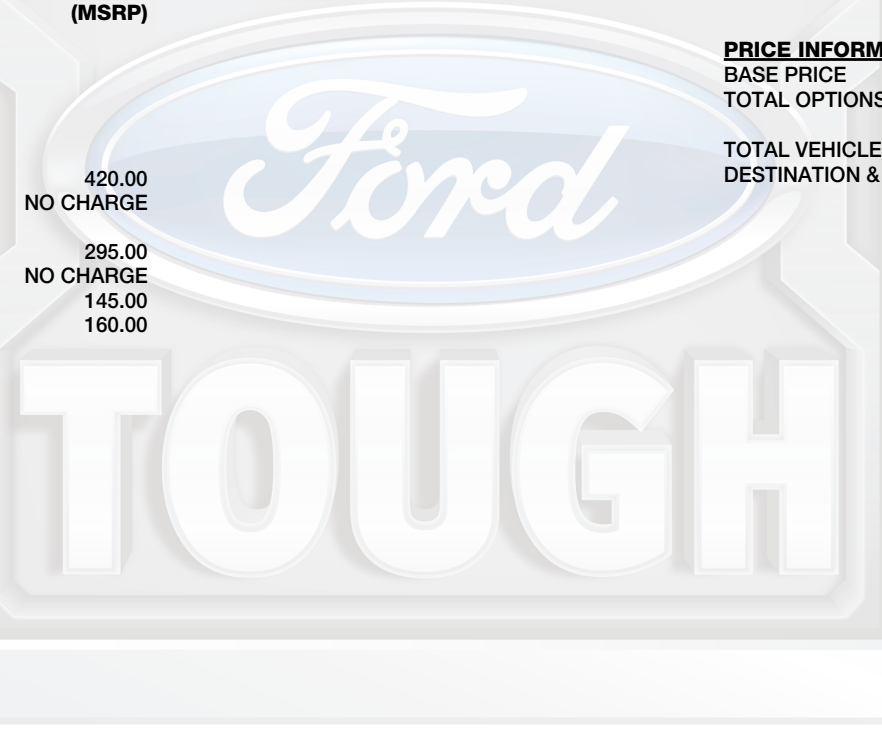 (MSRP)
420.00
NO CHARGE
295.00
NO CHARGE
145.00
160.00
PRICE INFORM
BASE PRICE
TOTAL OPTIONS
TOTAL VEHICLE
DESTINATION &
Ford
TOUGH